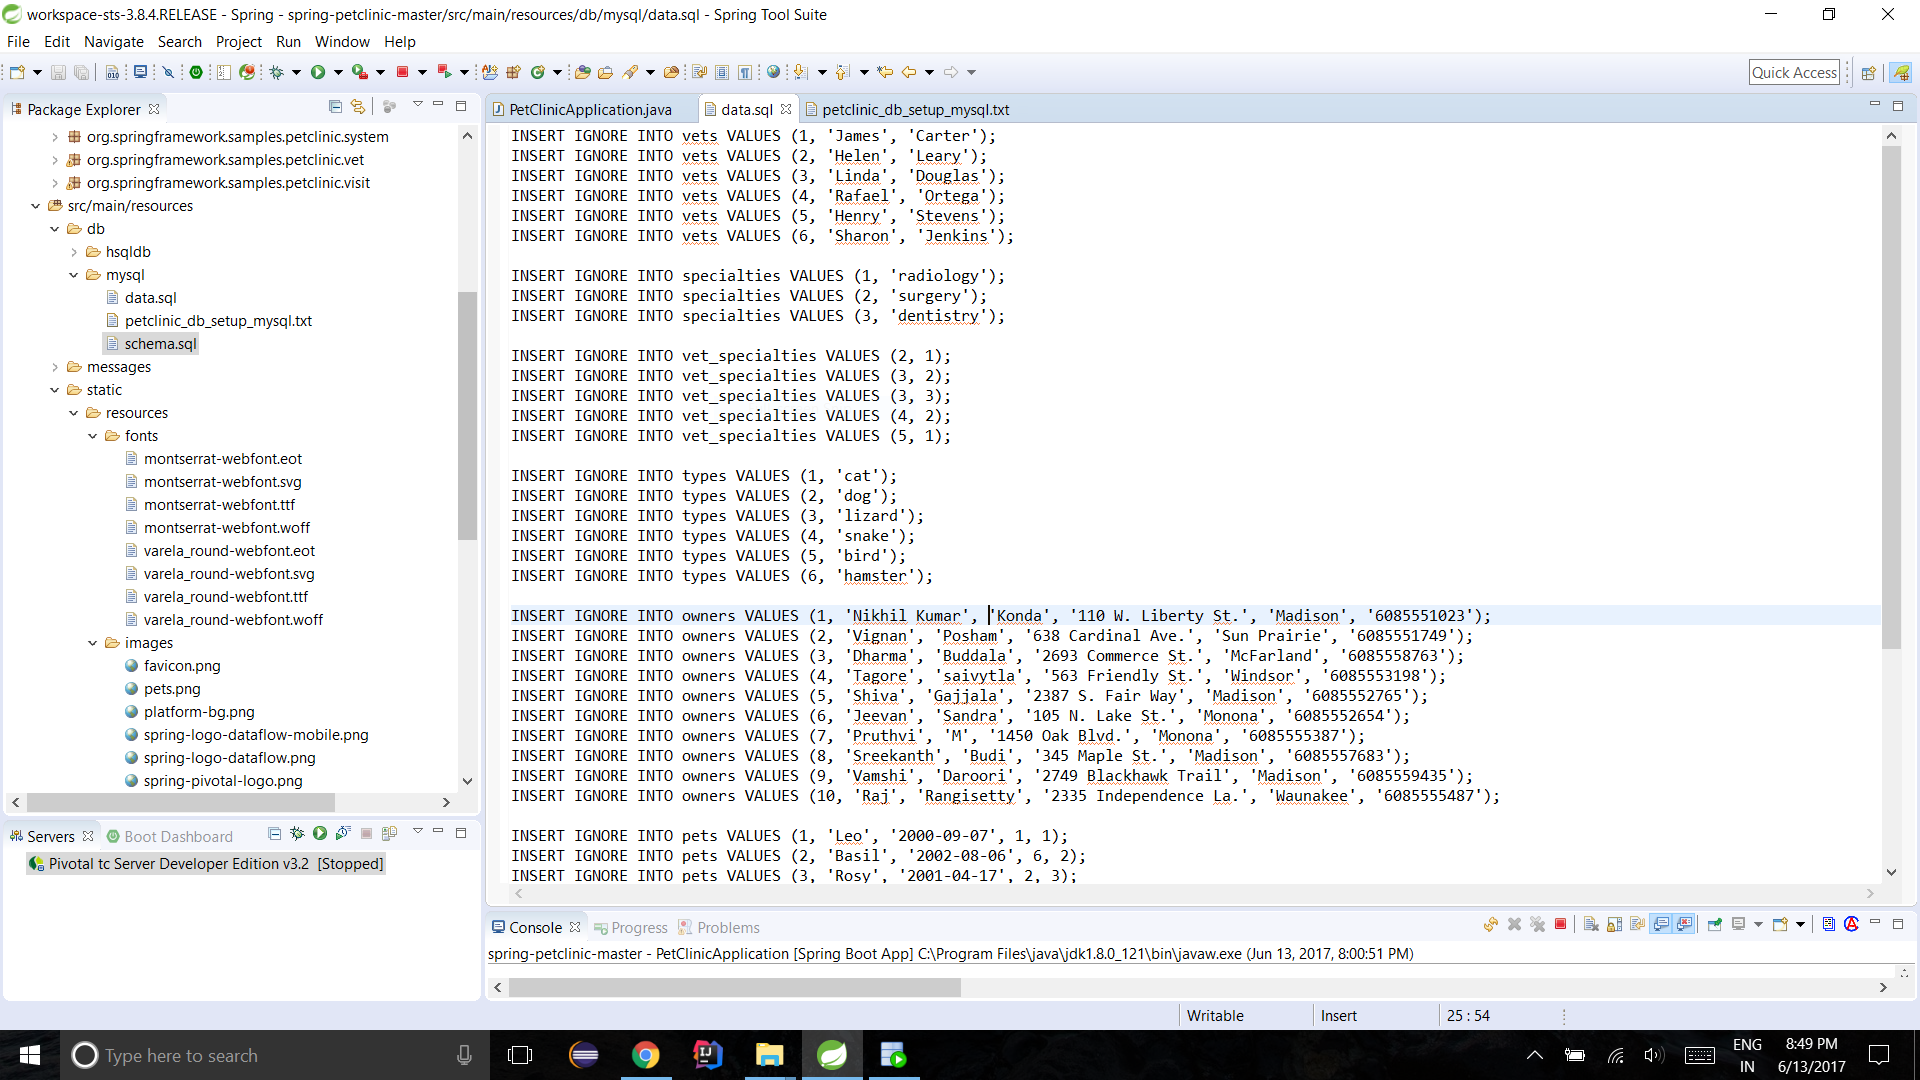 workspace-sts-3.8.4.RELEASE - Spring - spring-petclinic-master/src/main/resources/db/mysql/data.sql - Spring Tool Suite
File Edit Navigate Search Project Run Window Help
Quick Access
Package Explorer
org.springframework.samples.petclinic.system
org.springframework.samples.petclinic.vet
org.springframework.samples.petclinic.visit
src/main/resources
db
hsqldb
mysql
data.sql
petclinic_db_setup_mysql.txt
schema.sql
messages
static
resources
fonts
montserrat-webfont.eot
montserrat-webfont.svg
montserrat-webfont.ttf
montserrat-webfont.woff
varela_round-webfont.eot
varela_round-webfont.svg
varela_round-webfont.ttf
varela_round-webfont.woff
images
favicon.png
pets.png
platform-bg.png
spring-logo-dataflow-mobile.png
spring-logo-dataflow.png
spring-pivotal-logo.png
Servers Boot Dashboard
Pivotal tc Server Developer Edition v3.2 [Stopped]
PetClinicApplication.java data.sql petclinic_db_setup_mysql.txt
INSERT IGNORE INTO vets VALUES (1, 'James', 'Carter');
INSERT IGNORE INTO vets VALUES (2, 'Helen', 'Leary');
INSERT IGNORE INTO vets VALUES (3, 'Linda', 'Douglas');
INSERT IGNORE INTO vets VALUES (4, 'Rafael', 'Ortega');
INSERT IGNORE INTO vets VALUES (5, 'Henry', 'Stevens');
INSERT IGNORE INTO vets VALUES (6, 'Sharon', 'Jenkins');
INSERT IGNORE INTO specialties VALUES (1, 'radiology');
INSERT IGNORE INTO specialties VALUES (2, 'surgery');
INSERT IGNORE INTO specialties VALUES (3, 'dentistry');
INSERT IGNORE INTO vet_specialties VALUES (2, 1);
INSERT IGNORE INTO vet_specialties VALUES (3, 2);
INSERT IGNORE INTO vet_specialties VALUES (3, 3);
INSERT IGNORE INTO vet_specialties VALUES (4, 2);
INSERT IGNORE INTO vet_specialties VALUES (5, 1);
INSERT IGNORE INTO types VALUES (1, 'cat');
INSERT IGNORE INTO types VALUES (2, 'dog');
INSERT IGNORE INTO types VALUES (3, 'lizard');
INSERT IGNORE INTO types VALUES (4, 'snake');
INSERT IGNORE INTO types VALUES (5, 'bird');
INSERT IGNORE INTO types VALUES (6, 'hamster');
INSERT IGNORE INTO owners VALUES (1, 'Nikhil Kumar', 'Konda', '110 W. Liberty St.', 'Madison', '6085551023');
INSERT IGNORE INTO owners VALUES (2, 'Vignan', 'Posham', '638 Cardinal Ave.', 'Sun Prairie', '6085551749');
INSERT IGNORE INTO owners VALUES (3, 'Dharma', 'Buddala', '2693 Commerce St.', 'McFarland', '6085558763');
INSERT IGNORE INTO owners VALUES (4, 'Tagore', 'saivytla', '563 Friendly St.', 'Windsor', '6085553198');
INSERT IGNORE INTO owners VALUES (5, 'Shiva', 'Gajjala', '2387 S. Fair Way', 'Madison', '6085552765');
INSERT IGNORE INTO owners VALUES (6, 'Jeevan', 'Sandra', '105 N. Lake St.', 'Monona', '6085552654');
INSERT IGNORE INTO owners VALUES (7, 'Pruthvi', 'M', '1450 Oak Blvd.', 'Monona', '6085555387');
INSERT IGNORE INTO owners VALUES (8, 'Sreekanth', 'Budi', '345 Maple St.', 'Madison', '6085557683');
INSERT IGNORE INTO owners VALUES (9, 'Vamshi', 'Daroori', '2749 Blackhawk Trail', 'Madison', '6085559435');
INSERT IGNORE INTO owners VALUES (10, 'Raj', 'Rangisetty', '2335 Independence La.', 'Waunakee', '6085555487');
INSERT IGNORE INTO pets VALUES (1, 'Leo', '2000-09-07', 1, 1);
INSERT IGNORE INTO pets VALUES (2, 'Basil', '2002-08-06', 6, 2);
INSERT IGNORE INTO pets VALUES (3, 'Rosy', '2001-04-17', 2, 3);
Console Progress Problems
spring-petclinic-master - PetClinicApplication [Spring Boot App] C:\Program Files\java\jdk1.8.0_121\bin\javaw.exe (Jun 13, 2017, 8:00:51 PM)
Writable Insert 25 : 54
Type here to search
ENG
IN
8:49 PM
6/13/2017